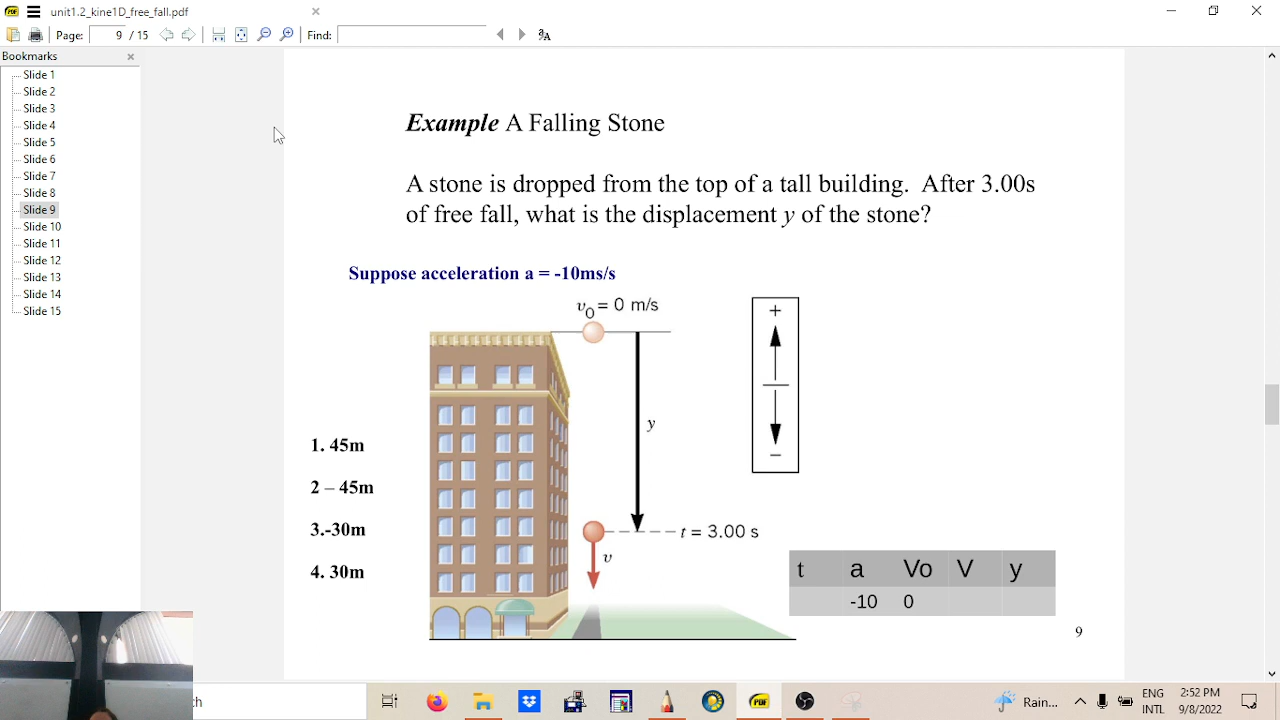 unit1.2_kine1D_free_fall.pdf
Page: 9 / 15 Find:
Bookmarks
Slide 1
Slide 2
Slide 3
Slide 4
Slide 5
Slide 6
Slide 7
Slide 8
Slide 9
Slide 10
Slide 11
Slide 12
Slide 13
Slide 14
Slide 15
Example A Falling Stone
A stone is dropped from the top of a tall building. After 3.00s
of free fall, what is the displacement y of the stone?
Suppose acceleration a = -10ms/s
v0 = 0 m/s
+
y
–
1. 45m
2 – 45m
3.-30m
4. 30m
t = 3.00 s
v
t a Vo V y
-10 0
9
ch
Rain...
ENG
INTL
2:52 PM
9/8/2022